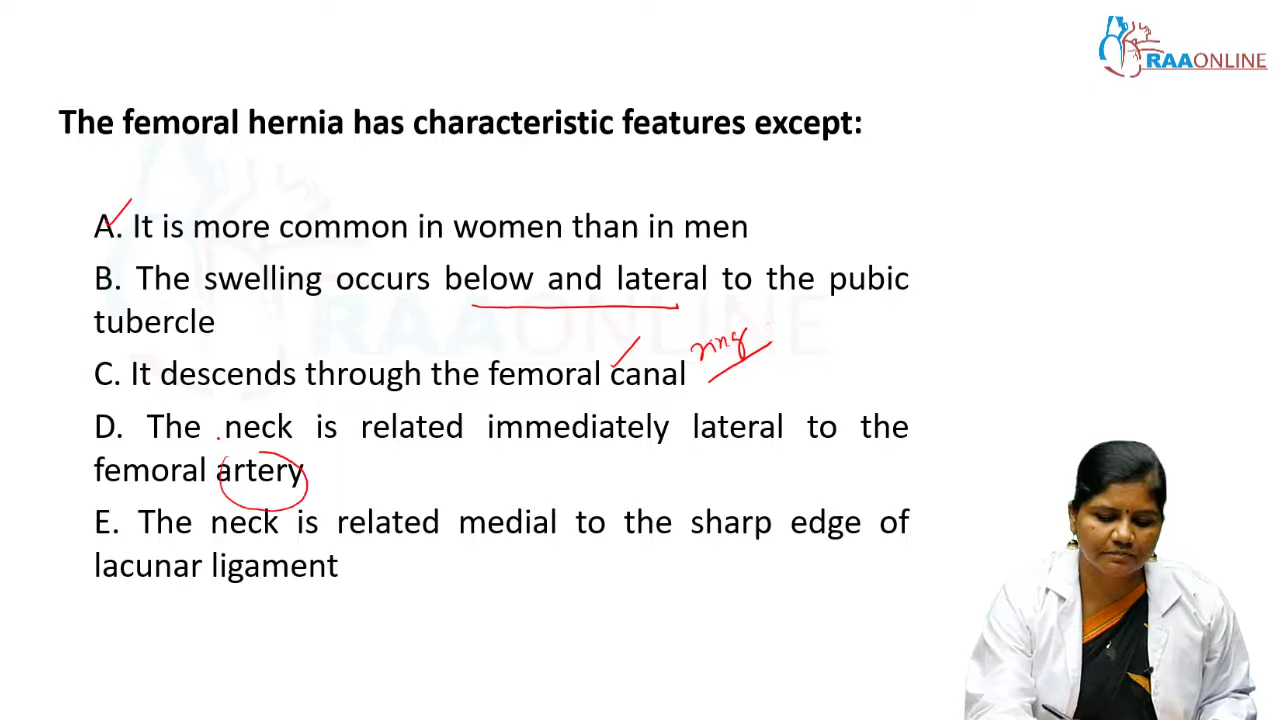 RAAONLINE
The femoral hernia has characteristic features except:
A. It is more common in women than in men
B. The swelling occurs below and lateral to the pubic
tubercle
RAAONLINE
C. It descends through the femoral canal ring
D. The neck is related immediately lateral to the
femoral artery
E. The neck is related medial to the sharp edge of
lacunar ligament